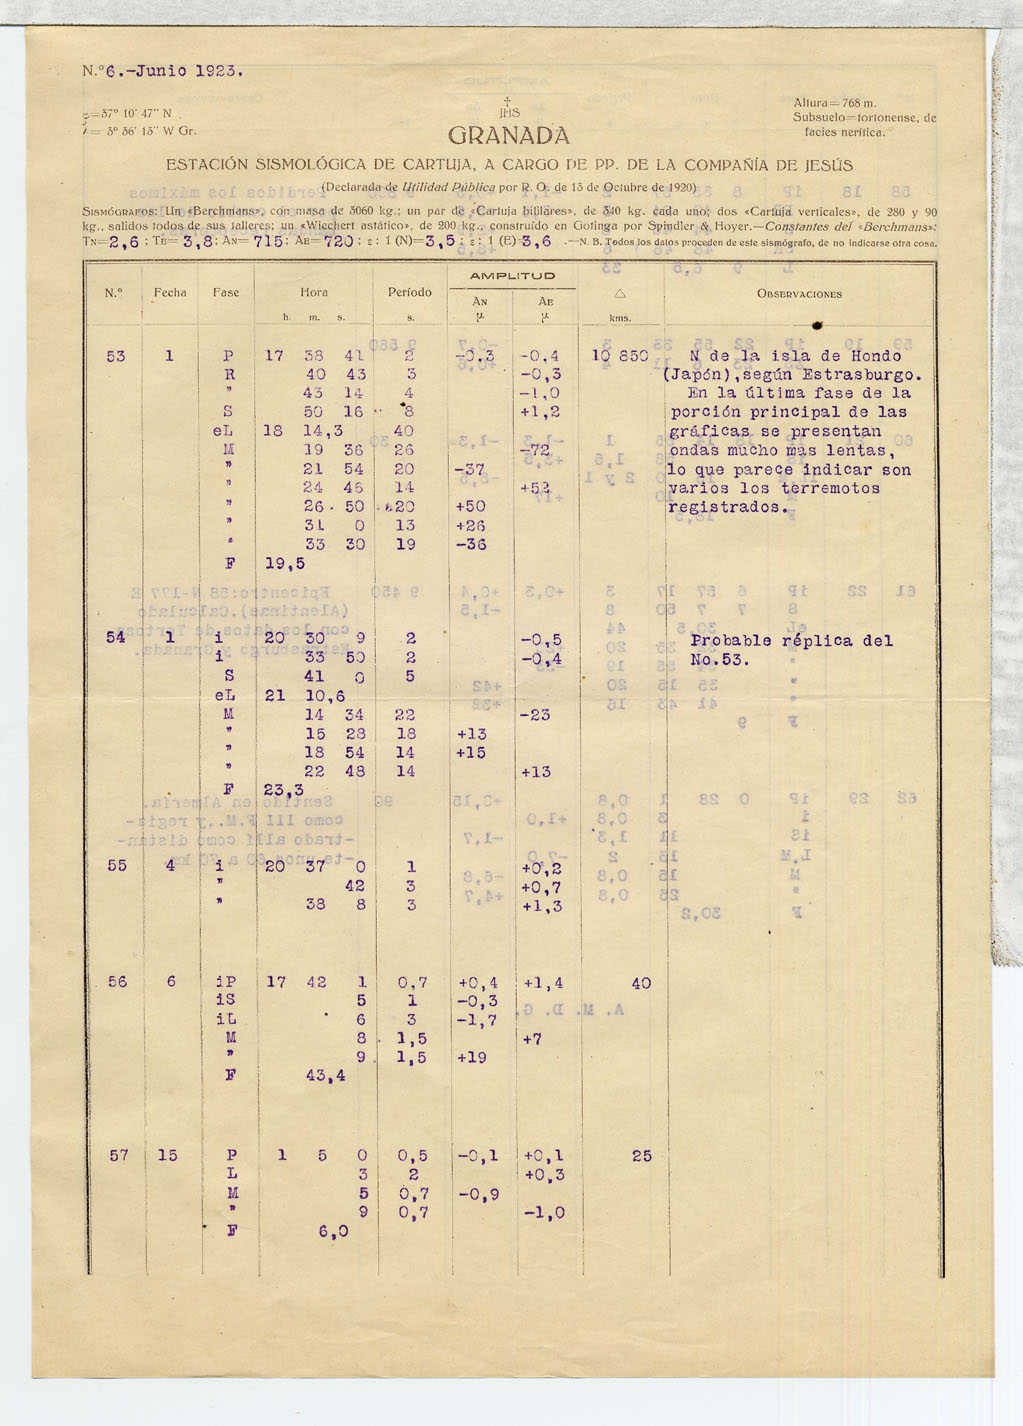 N.º 6.-Junio 1923.
φ=37° 10' 47" N
λ= 3° 36' 13" W Gr.
JHS
GRANADA
Altura=768 m.
Subsuelo=tortonense, de
facies nerítica.
ESTACIÓN SISMOLÓGICA DE CARTUJA, A CARGO DE PP. DE LA COMPAÑÍA DE JESÚS
(Declarada de Utilidad Pública por R. O. de 13 de Octubre de 1920)
SISMÓGRAFOS: Un «Berchmans», con masa de 3060 kg.; un par de «Cartuja bifilares», de 340 kg. cada uno; dos «Cartuja verticales», de 280 y 90
kg., salidos todos de sus talleres; un «Wiechert astático», de 200 kg., construído en Gotinga por Spindler & Hoyer.—Constantes del «Berchmans»:
TN=2,6 ; TE= 3,8; AN= 715; AE=720 ; ε : 1 (N)=3,5 ; ε : 1 (E)=3,6 .—N. B. Todos los datos proceden de este sismógrafo, de no indicarse otra cosa.
N.º Fecha Fase Hora Período AMPLITUD △ OBSERVACIONES
AN AE
h. m. s. s. μ. μ. kms.
53 1 P 17 38 41 2 -0,3 -0,4 10 850 N de la isla de Hondo
R 40 43 3 -0,3 (Japón),según Estrasburgo.
" 43 14 4 -1,0 En la última fase de la
S 50 16 8 +1,2 porción principal de las
eL 18 14,3 40 gráficas se presentan
M 19 36 26 -72 ondas mucho mas lentas,
" 21 54 20 -37 lo que parece indicar son
" 24 46 14 +52 varios los terremotos
" 26 50 20 +50 registrados.
" 31 0 13 +26
" 33 30 19 -36
F 19,5
54 1 i 20 30 9 2 -0,5 Probable réplica del
i 33 50 2 -0,4 No.53.
S 41 0 5
eL 21 10,6
M 14 34 22 -23
" 15 28 18 +13
" 18 54 14 +15
" 22 48 14 +13
F 23,3
55 4 i 20 37 0 1 +0,2
" 42 3 +0,7
" 38 8 3 +1,3
56 6 iP 17 42 1 0,7 +0,4 +1,4 40
iS 5 1 -0,3
iL 6 3 -1,7
M 8 1,5 +7
" 9 1,5 +19
F 43,4
57 15 P 1 5 0 0,5 -0,1 +0,1 25
L 3 2 +0,3
M 5 0,7 -0,9
" 9 0,7 -1,0
F 6,0